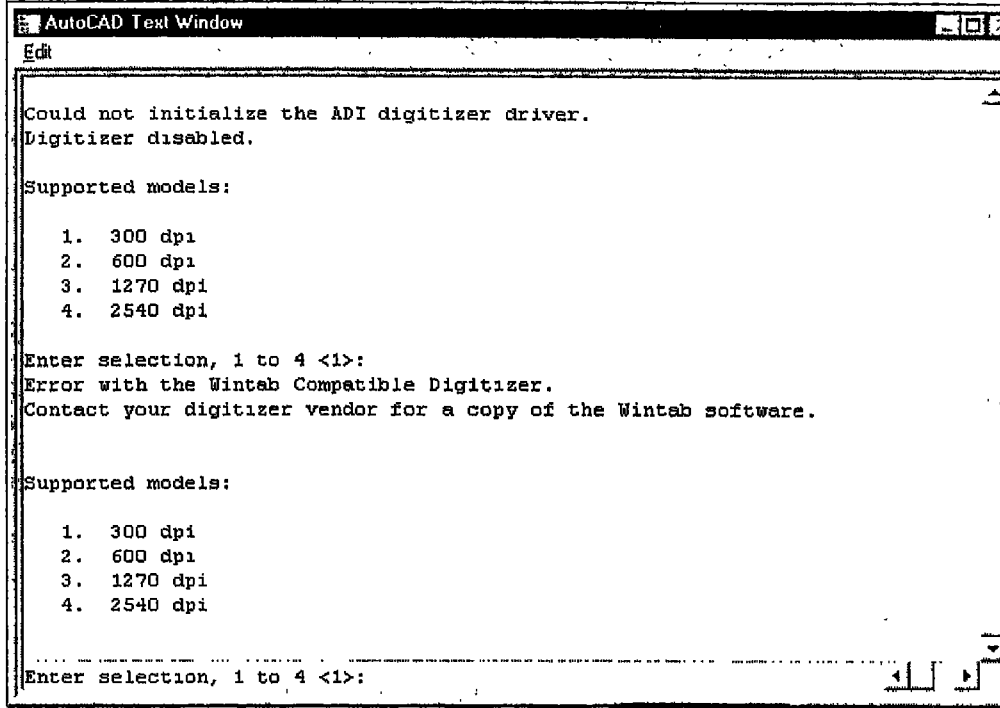 AutoCAD Text Window
Edit
Could not initialize the ADI digitizer driver.
Digitizer disabled.
Supported models:
1. 300 dpi
2. 600 dpi
3. 1270 dpi
4. 2540 dpi
Enter selection, 1 to 4 <1>:
Error with the Wintab Compatible Digitizer.
Contact your digitizer vendor for a copy of the Wintab software.
Supported models:
1. 300 dpi
2. 600 dpi
3. 1270 dpi
4. 2540 dpi
Enter selection, 1 to 4 <1>: